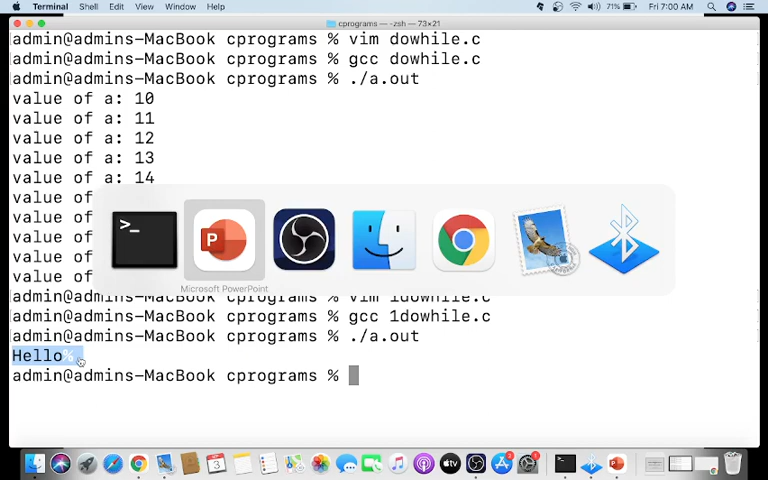 Terminal Shell Edit View Window Help 71% Fri 7:00 AM
cprograms — -zsh — 73×21
admin@admins-MacBook cprograms % vim dowhile.c
admin@admins-MacBook cprograms % gcc dowhile.c
admin@admins-MacBook cprograms % ./a.out
value of a: 10
value of a: 11
value of a: 12
value of a: 13
value of a: 14
value of
value of
value of
value of
value of
Microsoft PowerPoint
admin@admins-MacBook cprograms % vim 1dowhile.c
admin@admins-MacBook cprograms % gcc 1dowhile.c
admin@admins-MacBook cprograms % ./a.out
Hello%
admin@admins-MacBook cprograms %